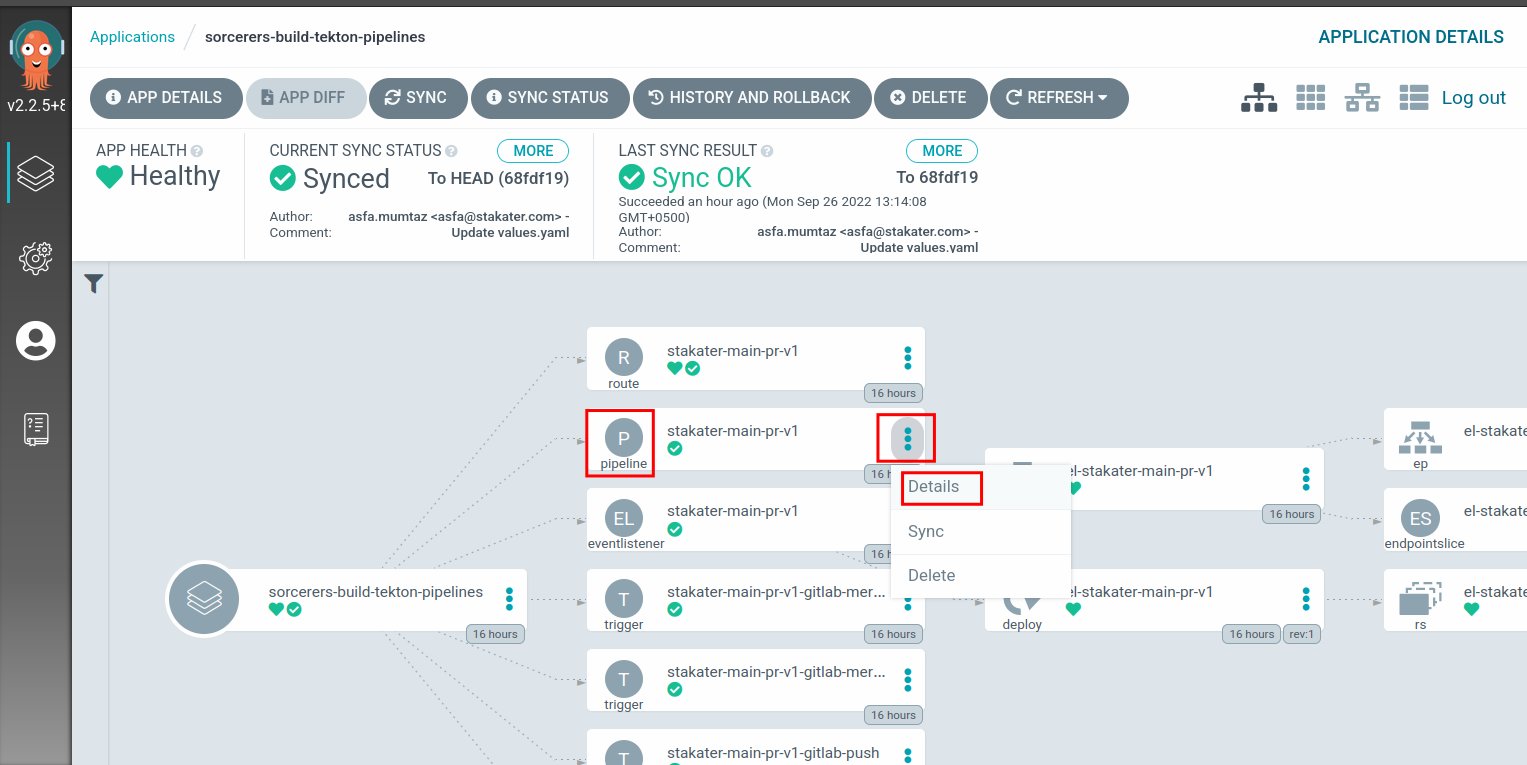 v2.2.5+8
Applications
sorcerers-build-tekton-pipelines
APPLICATION DETAILS
APP DETAILS
APP DIFF
SYNC
SYNC STATUS
HISTORY AND ROLLBACK
DELETE
REFRESH
Log out
APP HEALTH
Healthy
CURRENT SYNC STATUS
MORE
Synced
To HEAD (68fdf19)
Author: asfa.mumtaz <asfa@stakater.com> -
Comment: Update values.yaml
LAST SYNC RESULT
MORE
Sync OK
To 68fdf19
Succeeded an hour ago (Mon Sep 26 2022 13:14:08
GMT+0500)
Author: asfa.mumtaz <asfa@stakater.com> -
Comment: Update values.yaml
sorcerers-build-tekton-pipelines
16 hours
R
route
stakater-main-pr-v1
16 hours
P
pipeline
stakater-main-pr-v1
16 h
Details
Sync
Delete
EL
eventlistener
stakater-main-pr-v1
16 h
T
trigger
stakater-main-pr-v1-gitlab-mer...
16 hours
T
trigger
stakater-main-pr-v1-gitlab-mer...
16 hours
T
stakater-main-pr-v1-gitlab-push
el-stakater-main-pr-v1
16 hours
deploy
el-stakater-main-pr-v1
16 hours
rev:1
ep
el-stakate
ES
endpointslice
el-stakate
rs
el-stakate